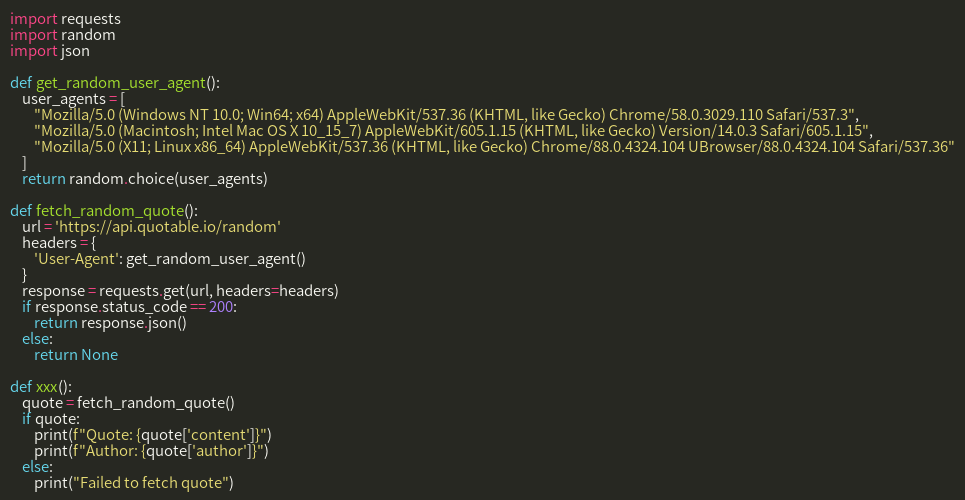 import requests
import random
import json

def get_random_user_agent():
    user_agents = [
        "Mozilla/5.0 (Windows NT 10.0; Win64; x64) AppleWebKit/537.36 (KHTML, like Gecko) Chrome/58.0.3029.110 Safari/537.3",
        "Mozilla/5.0 (Macintosh; Intel Mac OS X 10_15_7) AppleWebKit/605.1.15 (KHTML, like Gecko) Version/14.0.3 Safari/605.1.15",
        "Mozilla/5.0 (X11; Linux x86_64) AppleWebKit/537.36 (KHTML, like Gecko) Chrome/88.0.4324.104 UBrowser/88.0.4324.104 Safari/537.36"
    ]
    return random.choice(user_agents)

def fetch_random_quote():
    url = 'https://api.quotable.io/random'
    headers = {
        'User-Agent': get_random_user_agent()
    }
    response = requests.get(url, headers=headers)
    if response.status_code == 200:
        return response.json()
    else:
        return None

def xxx():
    quote = fetch_random_quote()
    if quote:
        print(f"Quote: {quote['content']}")
        print(f"Author: {quote['author']}")
    else:
        print("Failed to fetch quote")